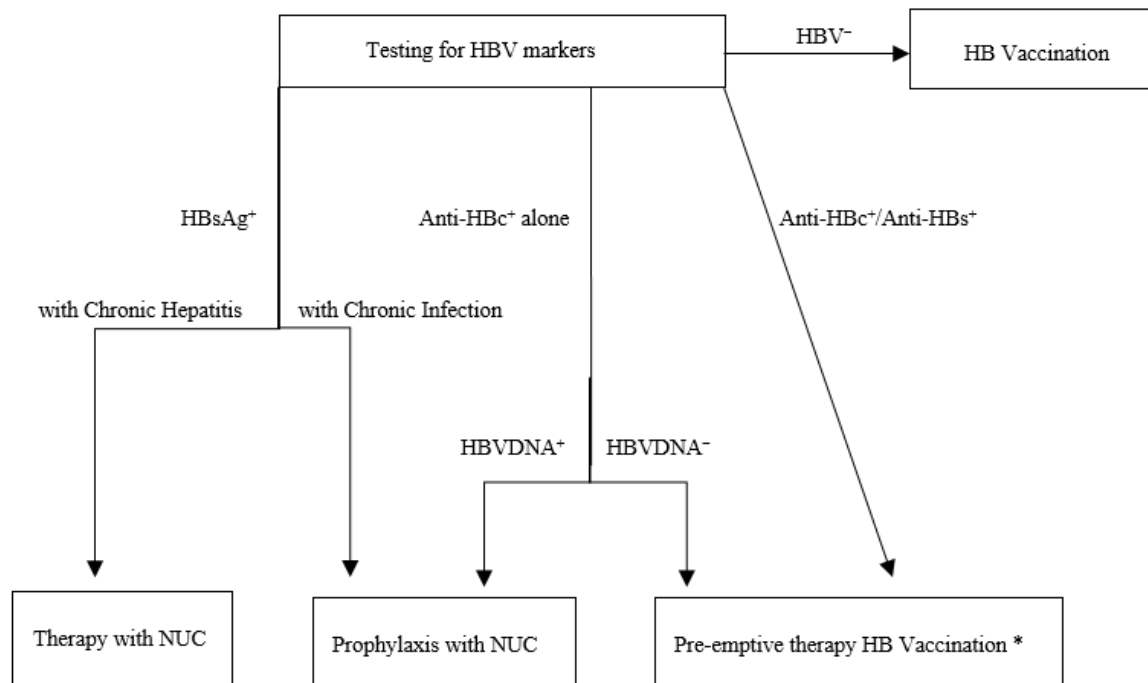 Testing for HBV markers
HBV⁻
HB Vaccination
HBsAg⁺
Anti-HBc⁺ alone
Anti-HBc⁺/Anti-HBs⁺
with Chronic Hepatitis
with Chronic Infection
HBVDNA⁺
HBVDNA⁻
Therapy with NUC
Prophylaxis with NUC
Pre-emptive therapy HB Vaccination *